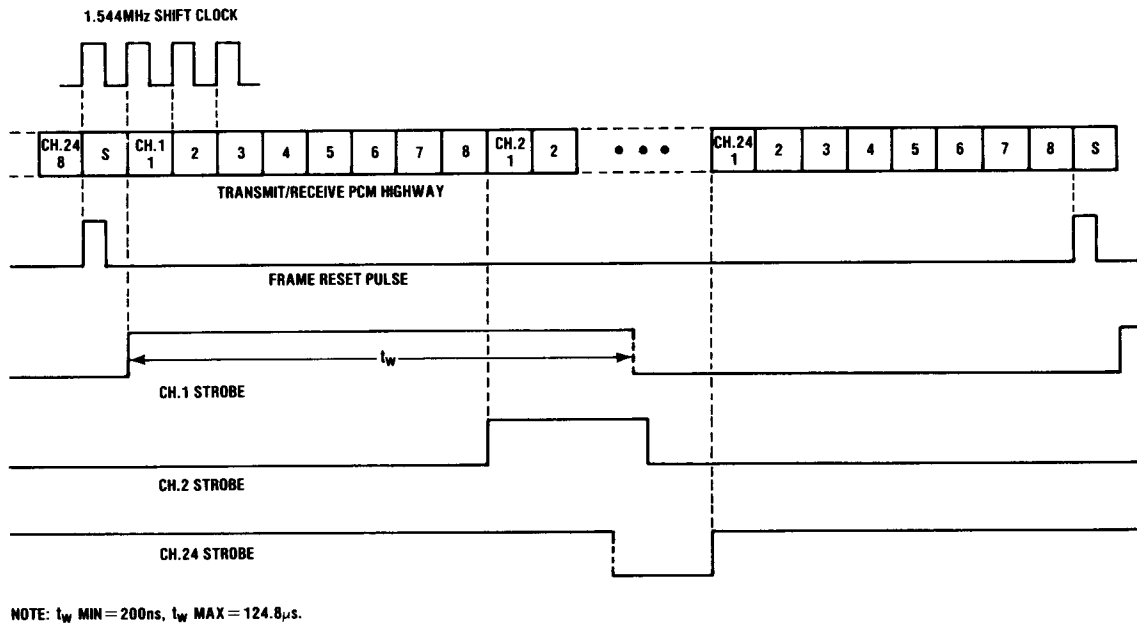 1.544MHz SHIFT CLOCK
CH.24 8 S CH.1 1 2 3 4 5 6 7 8 CH.2 1 2 • • • CH.24 1 2 3 4 5 6 7 8 S
TRANSMIT/RECEIVE PCM HIGHWAY
FRAME RESET PULSE
tw
CH.1 STROBE
CH.2 STROBE
CH.24 STROBE
NOTE: tw MIN = 200ns, tw MAX = 124.8μs.